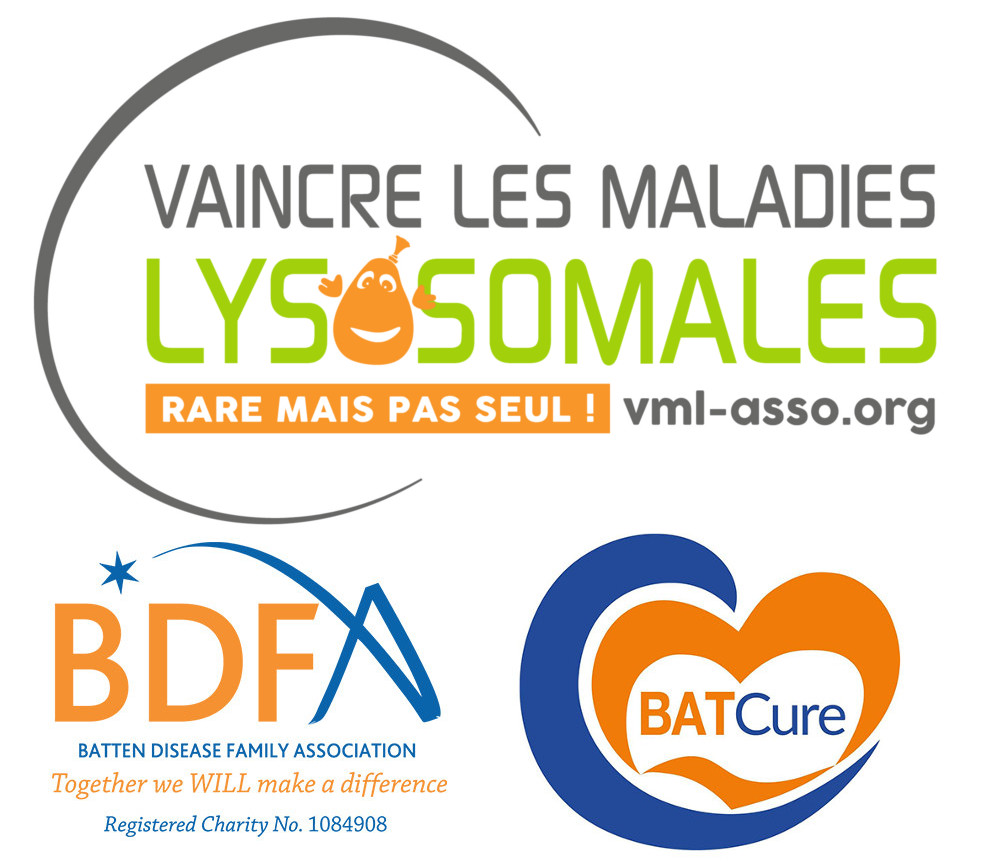 VAINCRE LES MALADIES
LYSOSOMALES
RARE MAIS PAS SEUL !
vml-asso.org
BDFA
BATTEN DISEASE FAMILY ASSOCIATION
Together we WILL make a difference
Registered Charity No. 1084908
BATCure